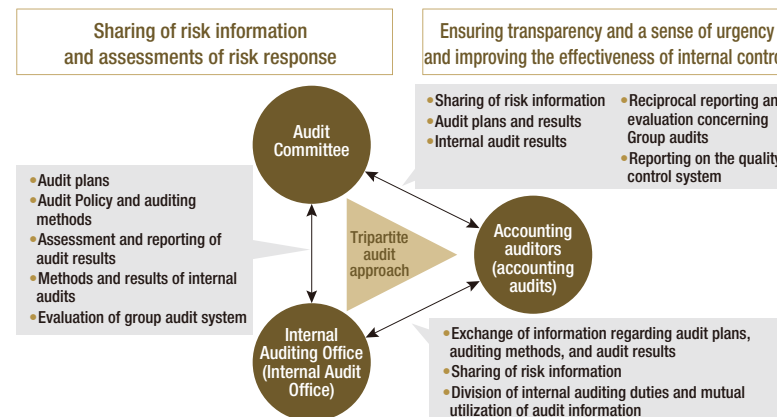 Sharing of risk information
and assessments of risk response
Ensuring transparency and a sense of urgency
and improving the effectiveness of internal control
Audit
Committee
•Sharing of risk information
•Audit plans and results
•Internal audit results
•Reciprocal reporting an
evaluation concerning
Group audits
•Reporting on the quality
control system
•Audit plans
•Audit Policy and auditing
methods
•Assessment and reporting of
audit results
•Methods and results of internal
audits
•Evaluation of group audit system
Tripartite
audit
approach
Accounting
auditors
(accounting
audits)
Internal
Auditing Office
(Internal Audit
Office)
•Exchange of information regarding audit plans,
auditing methods, and audit results
•Sharing of risk information
•Division of internal auditing duties and mutual
utilization of audit information